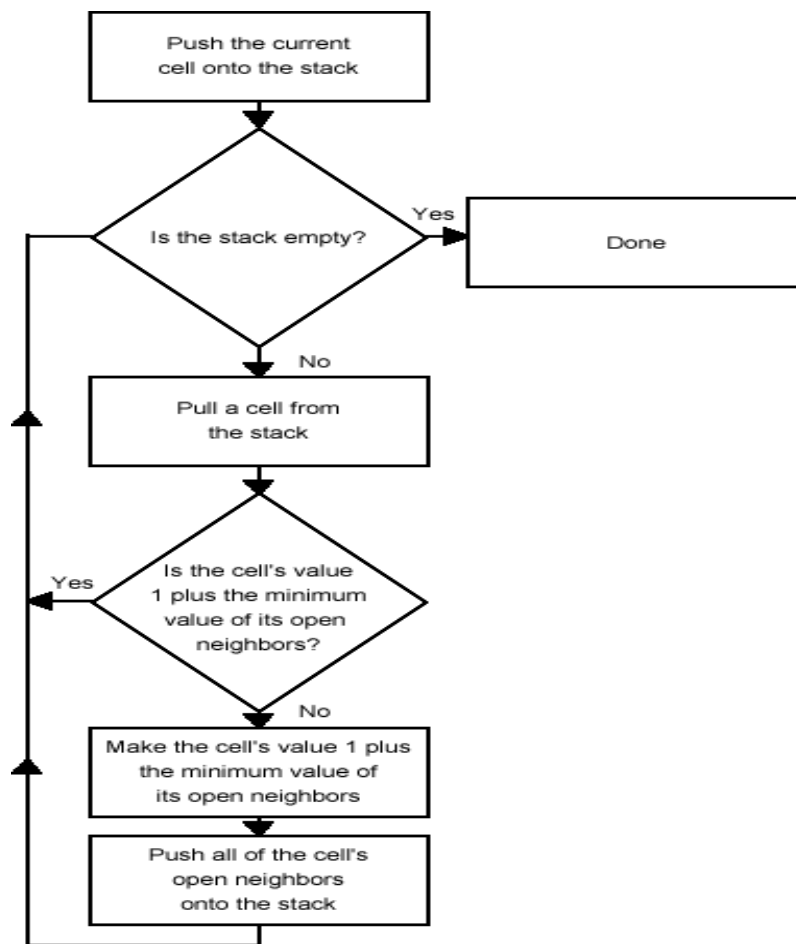 Push the current
cell onto the stack
Is the stack empty?
Yes
Done
No
Pull a cell from
the stack
Is the cell's value
1 plus the minimum
value of its open
neighbors?
Yes
No
Make the cell's value 1 plus
the minimum value of
its open neighbors
Push all of the cell's
open neighbors
onto the stack